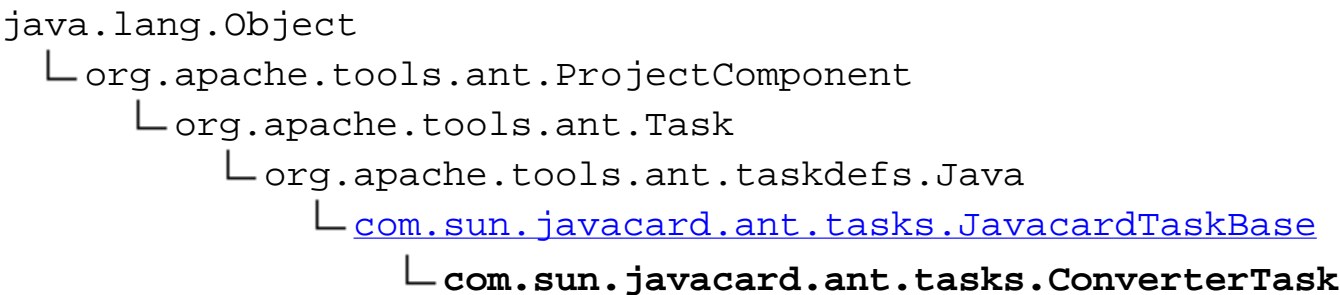 java.lang.Object
org.apache.tools.ant.ProjectComponent
org.apache.tools.ant.Task
org.apache.tools.ant.taskdefs.Java
com.sun.javacard.ant.tasks.JavacardTaskBase
com.sun.javacard.ant.tasks.ConverterTask